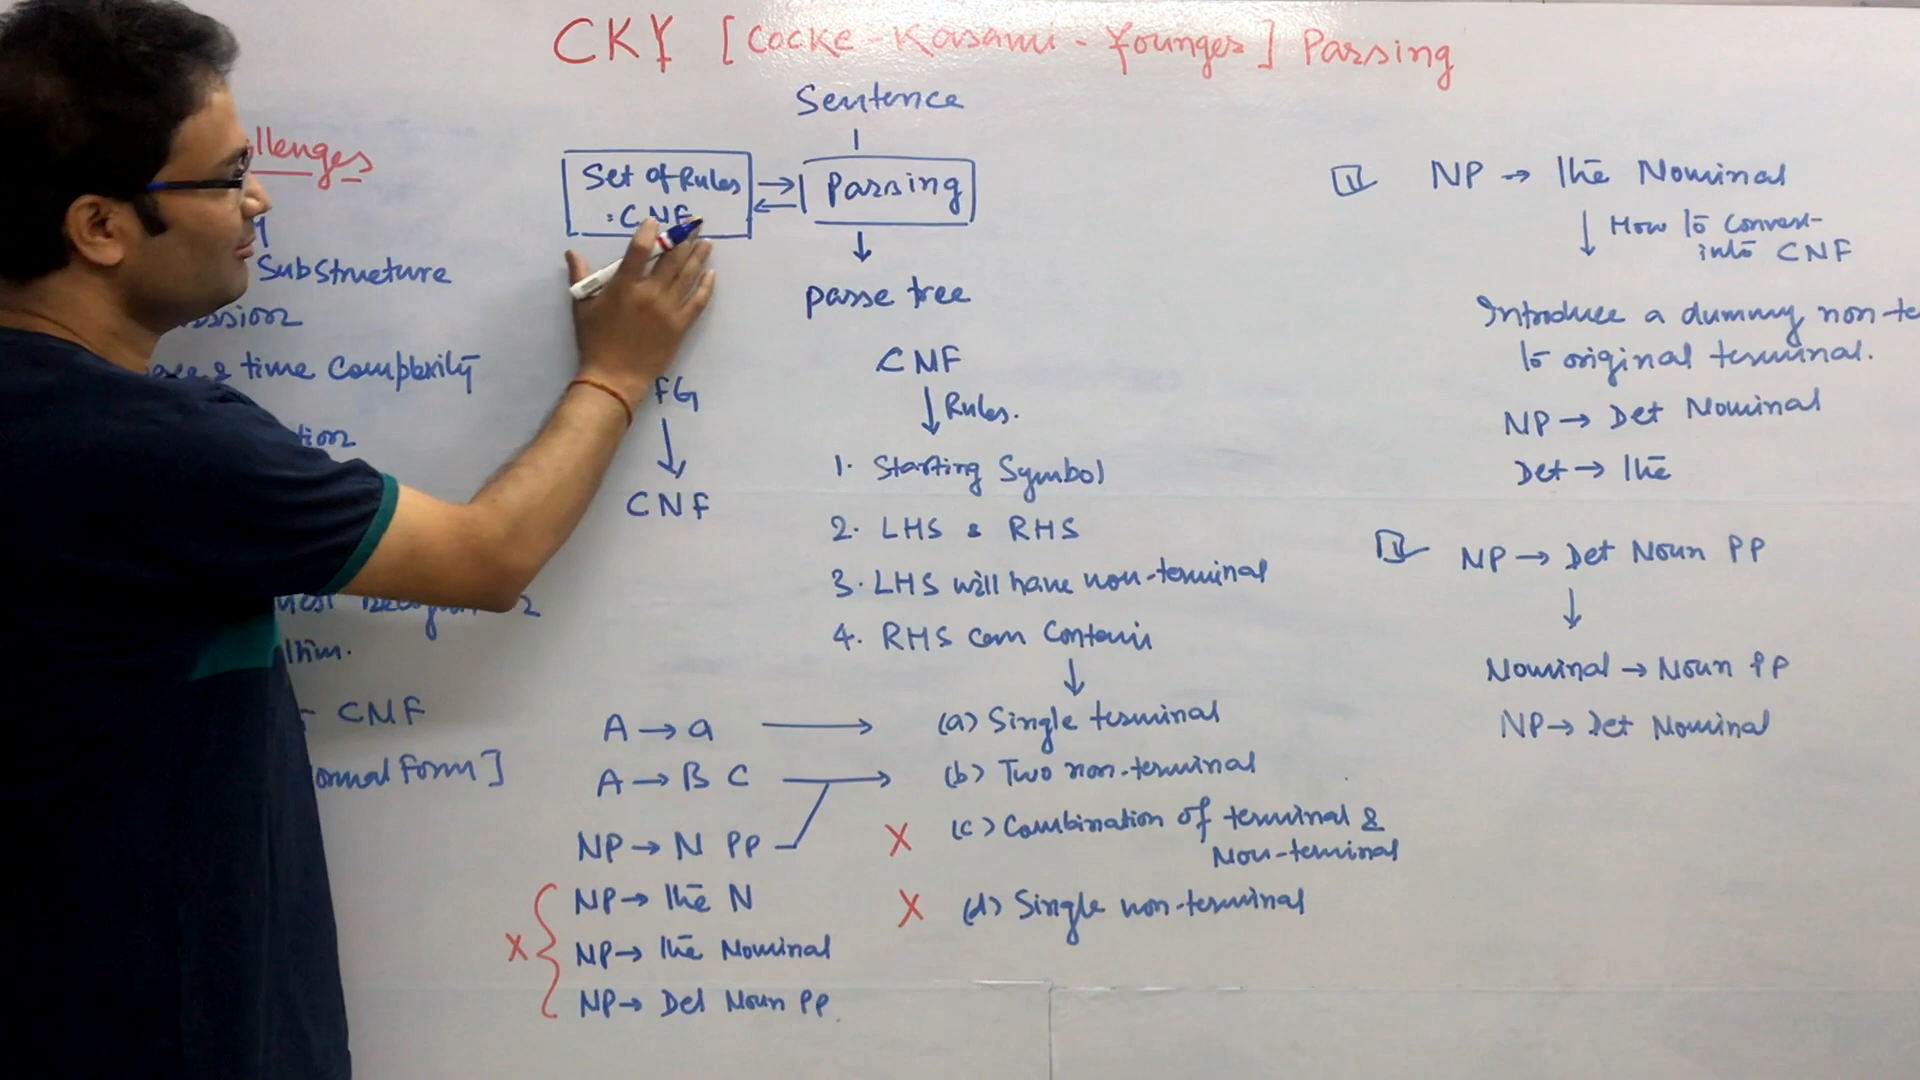 CKY [Cocke-Kasami-Younger] Parsing
Sentence
Set of Rules
:CNF
Parsing
parse tree
llenges
Substructure
ssion
& time Complexity
tion
2
thm.
CNF
ormal Form]
FG
CNF
CNF
Rules.
1. Starting Symbol
2. LHS & RHS
3. LHS will have non-terminal
4. RHS can Contain
A → a
(a) Single terminal
A → B C
(b) Two non-terminal
NP → N PP
X (c) Combination of terminal &
Non-terminal
X
NP → the N
NP → the Nominal
NP → Det Noun PP
X (d) Single non-terminal
1 NP → the Nominal
How to convert
into CNF
Introduce a dummy non-te
to original terminal.
NP → Det Nominal
Det → the
NP → Det Noun PP
Nominal → Noun PP
NP → Det Nominal